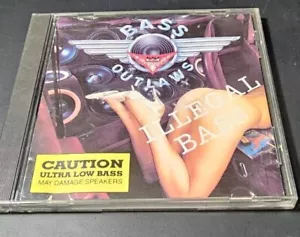 BASS
OUTLAWS
ILLEGAL
BASS
CAUTION
ULTRA LOW BASS
MAY DAMAGE SPEAKERS